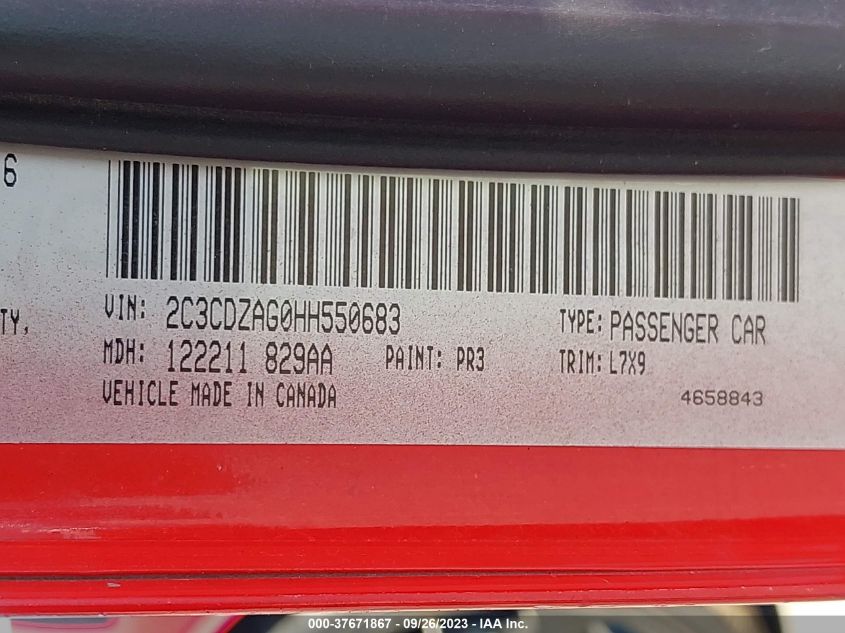 6
TY,
VIN: 2C3CDZAG0HH550683 TYPE: PASSENGER CAR
MDH: 122211 829AA PAINT: PR3 TRIM: L7X9
VEHICLE MADE IN CANADA 4658843
000-37671867 - 09/26/2023 - IAA Inc.